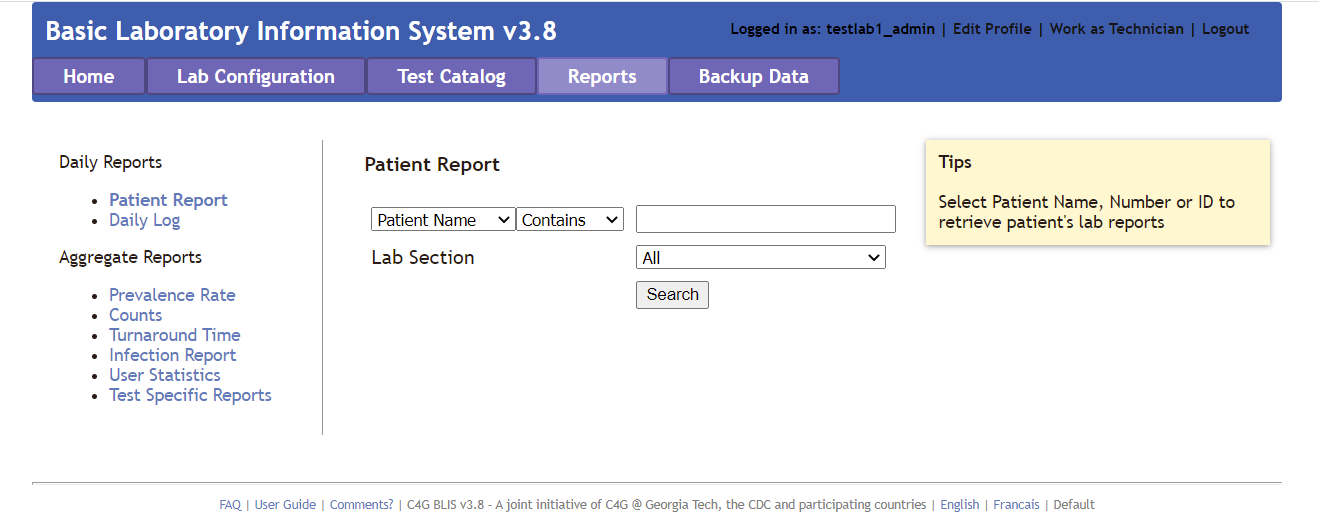 Basic Laboratory Information System v3.8
Logged in as: testlab1_admin | Edit Profile | Work as Technician | Logout
Home Lab Configuration Test Catalog Reports Backup Data
Daily Reports
Patient Report
Daily Log
Aggregate Reports
Prevalence Rate
Counts
Turnaround Time
Infection Report
User Statistics
Test Specific Reports
Patient Report
Patient Name Contains
Lab Section All
Search
Tips
Select Patient Name, Number or ID to
retrieve patient's lab reports
FAQ | User Guide | Comments? | C4G BLIS v3.8 - A joint initiative of C4G @ Georgia Tech, the CDC and participating countries | English | Francais | Default